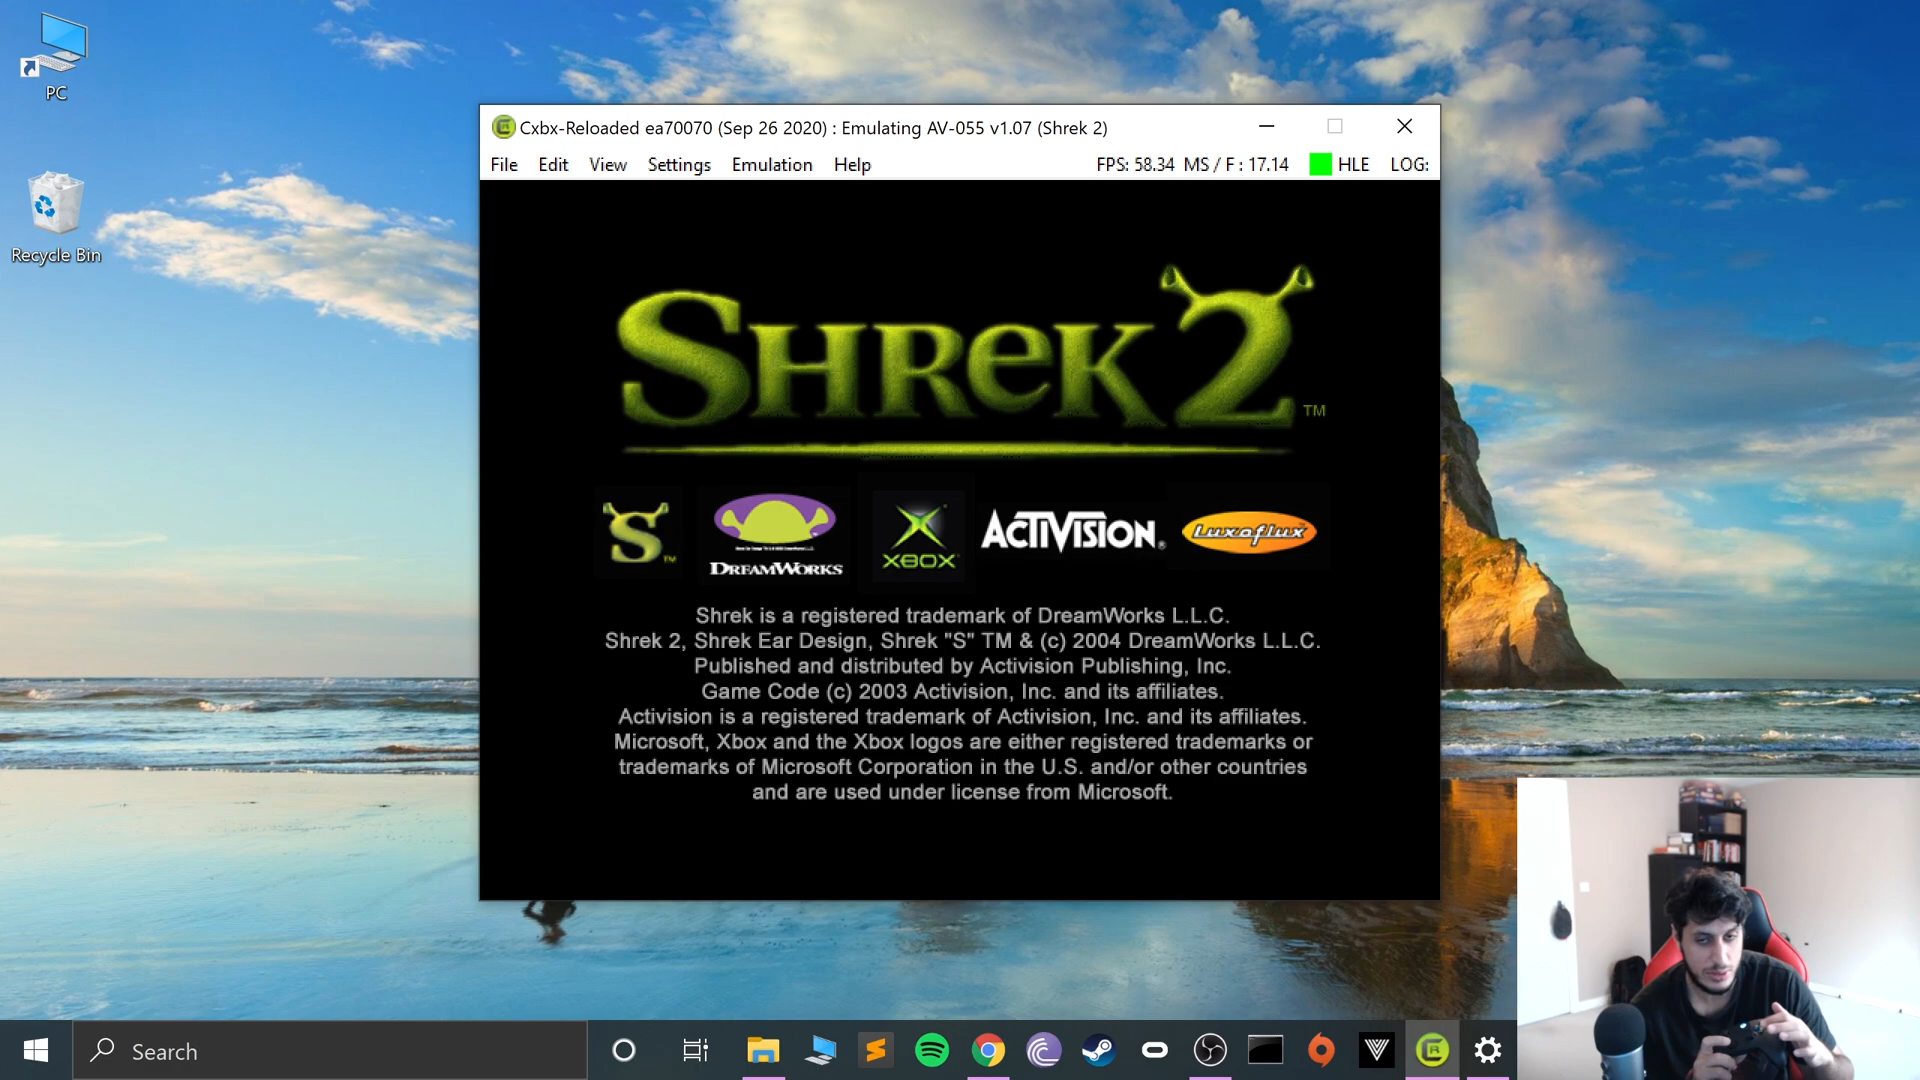 PC
Recycle Bin
Cxbx-Reloaded ea70070 (Sep 26 2020) : Emulating AV-055 v1.07 (Shrek 2)
File Edit View Settings Emulation Help FPS: 58.34 MS / F : 17.14 HLE LOG:
SHREK 2 TM
S TM DREAMWORKS XBOX ACTIVISION® Luxoflux
Shrek is a registered trademark of DreamWorks L.L.C.
Shrek 2, Shrek Ear Design, Shrek "S" TM & (c) 2004 DreamWorks L.L.C.
Published and distributed by Activision Publishing, Inc.
Game Code (c) 2003 Activision, Inc. and its affiliates.
Activision is a registered trademark of Activision, Inc. and its affiliates.
Microsoft, Xbox and the Xbox logos are either registered trademarks or
trademarks of Microsoft Corporation in the U.S. and/or other countries
and are used under license from Microsoft.
Search